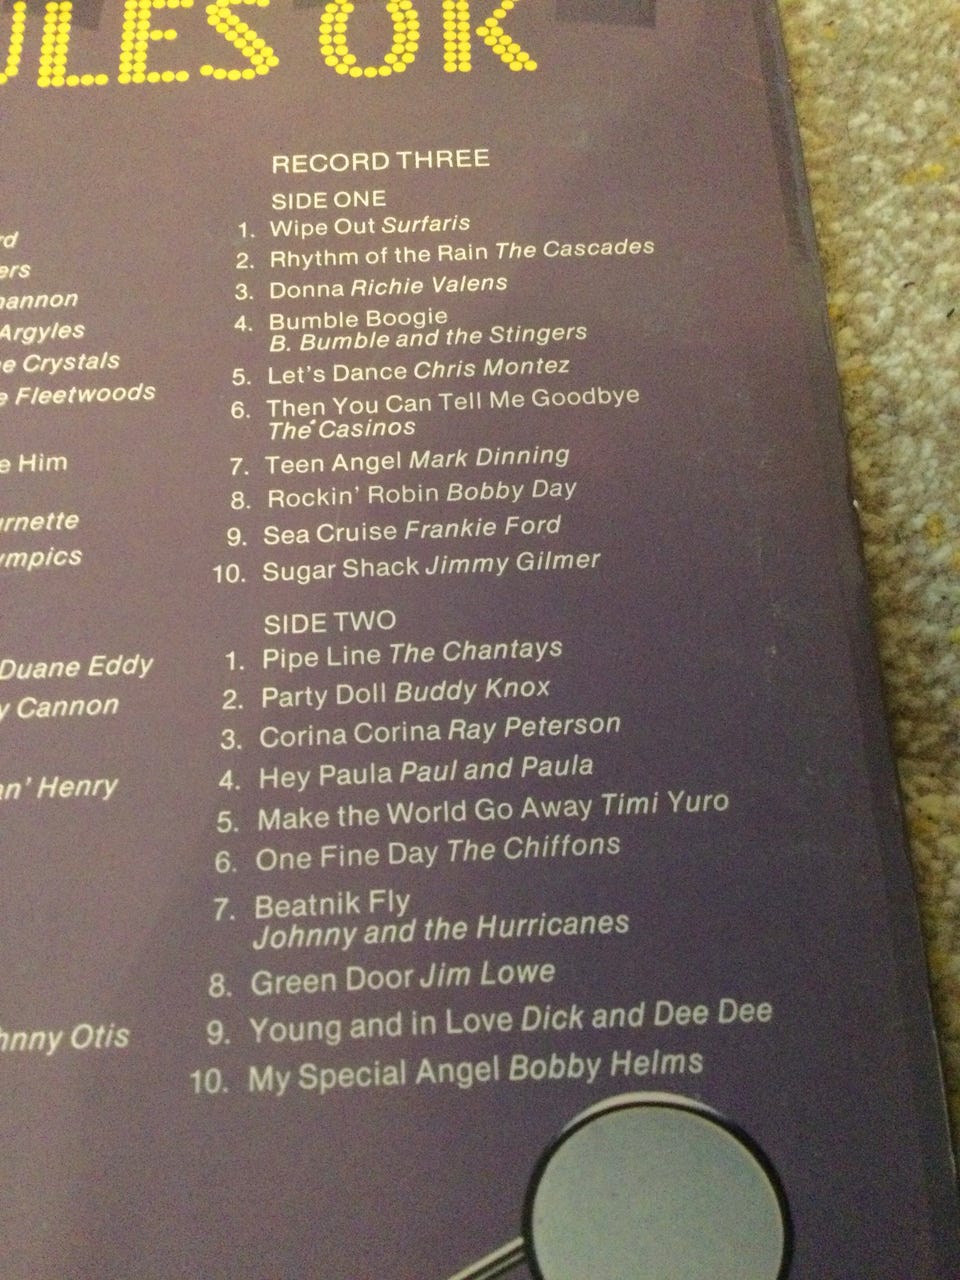 ULES OK
rd
ers
hannon
Argyles
e Crystals
e Fleetwoods
e Him
urnette
ympics
Duane Eddy
y Cannon
an' Henry
hnny Otis
RECORD THREE
SIDE ONE
1. Wipe Out Surfaris
2. Rhythm of the Rain The Cascades
3. Donna Richie Valens
4. Bumble Boogie
B. Bumble and the Stingers
5. Let's Dance Chris Montez
6. Then You Can Tell Me Goodbye
The Casinos
7. Teen Angel Mark Dinning
8. Rockin' Robin Bobby Day
9. Sea Cruise Frankie Ford
10. Sugar Shack Jimmy Gilmer
SIDE TWO
1. Pipe Line The Chantays
2. Party Doll Buddy Knox
3. Corina Corina Ray Peterson
4. Hey Paula Paul and Paula
5. Make the World Go Away Timi Yuro
6. One Fine Day The Chiffons
7. Beatnik Fly
Johnny and the Hurricanes
8. Green Door Jim Lowe
9. Young and in Love Dick and Dee Dee
10. My Special Angel Bobby Helms